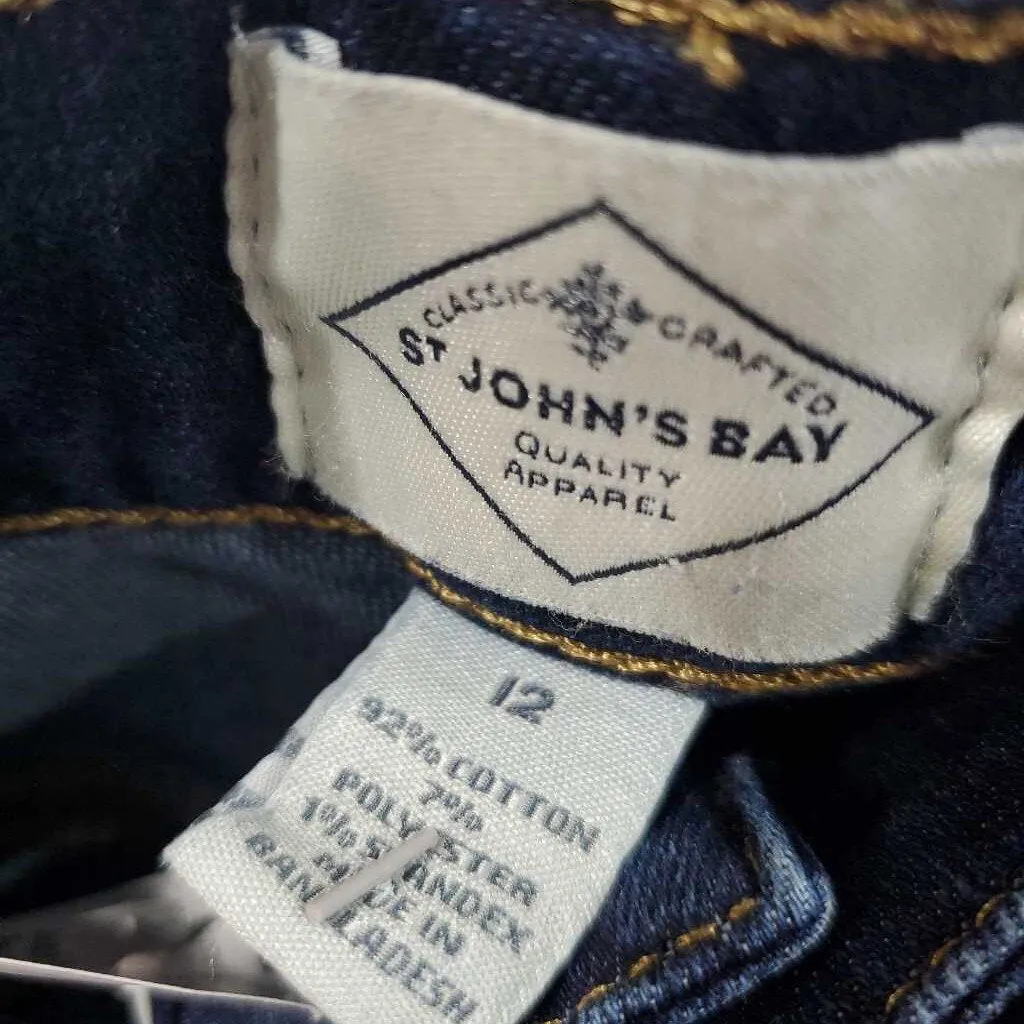 CLASSIC CRAFTED
ST JOHN'S BAY
QUALITY
APPAREL
12
92% COTTON
7%
POLYESTER
1% SPANDEX
MADE IN
BANGLADESH